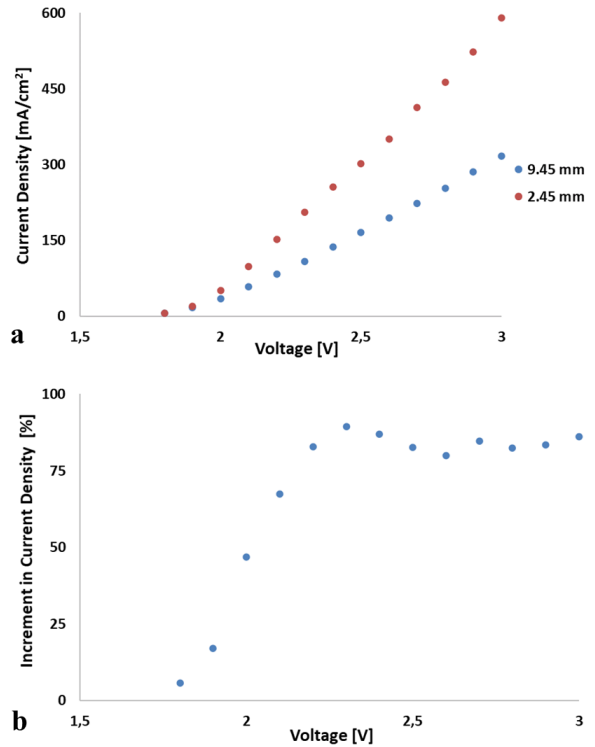 600
450
300
150
0
Current Density [mA/cm²]
9.45 mm
2.45 mm
1,5
2
2,5
3
Voltage [V]
a
100
75
50
25
0
Increment in Current Density [%]
1,5
2
2,5
3
Voltage [V]
b